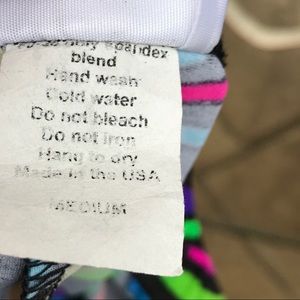 spandex
blend
Hand wash
Cold water
Do not bleach
Do not iron
Hang to dry
Made in the USA
MEDIUM